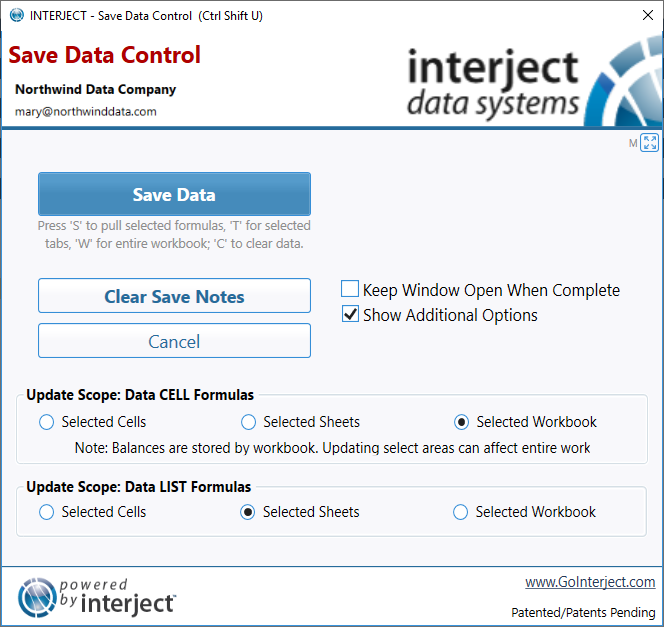 INTERJECT - Save Data Control (Ctrl Shift U)
Save Data Control
Northwind Data Company
mary@northwinddata.com
interject
data systems
M
Save Data
Press 'S' to pull selected formulas, 'T' for selected
tabs, 'W' for entire workbook; 'C' to clear data.
Clear Save Notes
Cancel
Keep Window Open When Complete
Show Additional Options
Update Scope: Data CELL Formulas
Selected Cells Selected Sheets Selected Workbook
Note: Balances are stored by workbook. Updating select areas can affect entire work
Update Scope: Data LIST Formulas
Selected Cells Selected Sheets Selected Workbook
powered
by interject™
www.GoInterject.com
Patented/Patents Pending